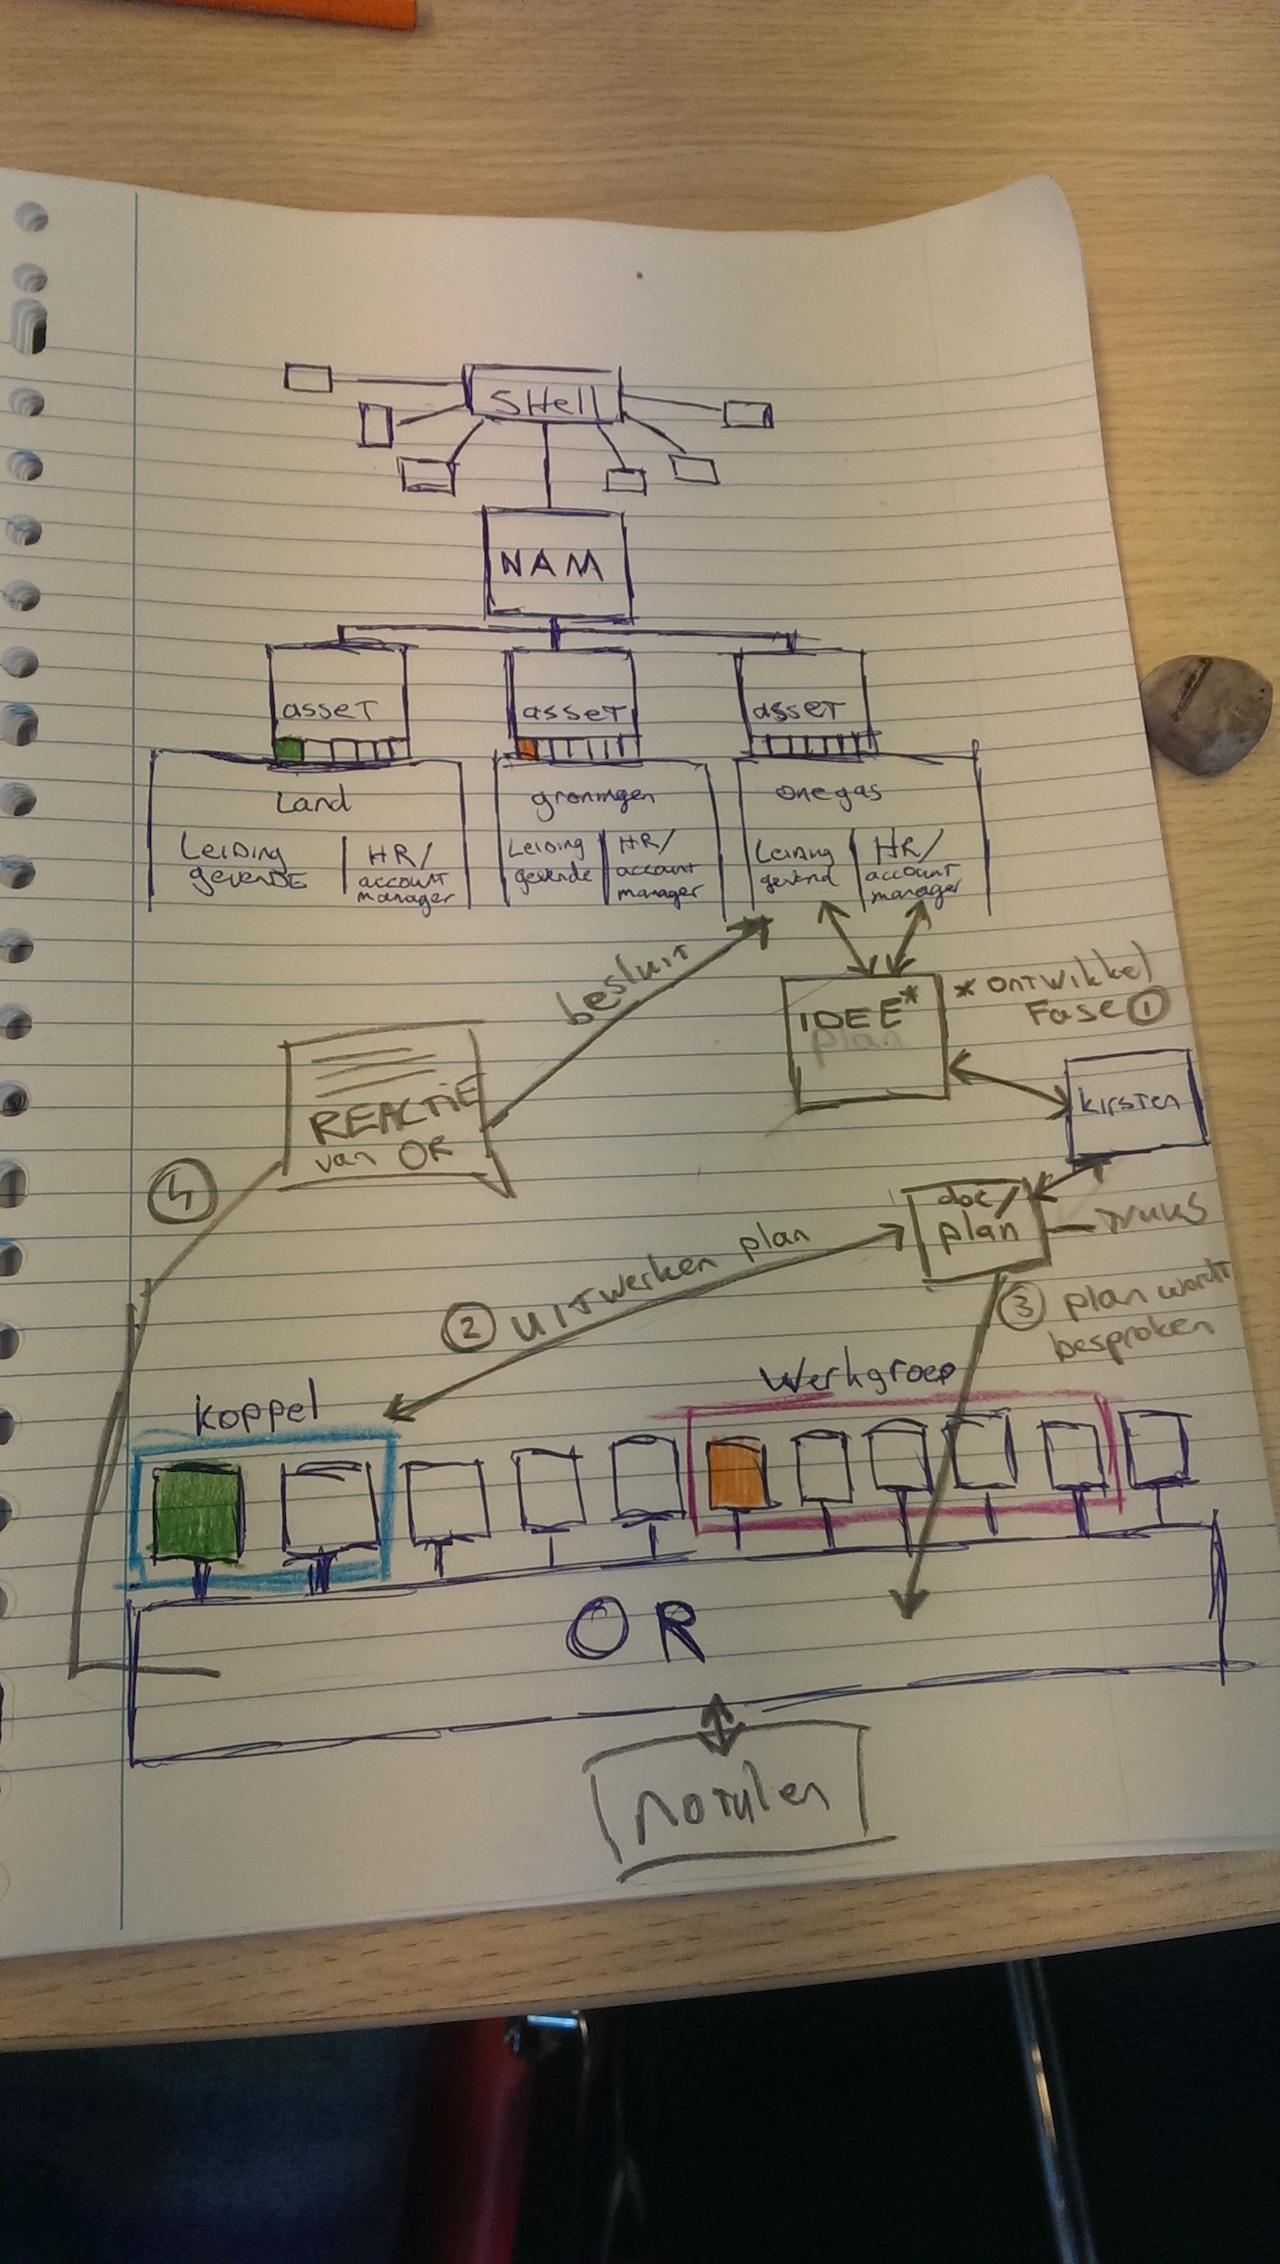 SHell
NAM
asset
asset
asset
Land
groningen
onegas
Leiding
gevende
HR/
account
manager
Leiding
gevende
HR/
account
manager
Leiding
gevend
HR/
account
manager
besluit
IDEE*
plan
* ontwikkel
Fase ①
kirsten
REACTiE
van OR
④
doc/
plan
② uitwerken plan
③ plan wordt
besproken
Koppel
Werkgroep
OR
notulen